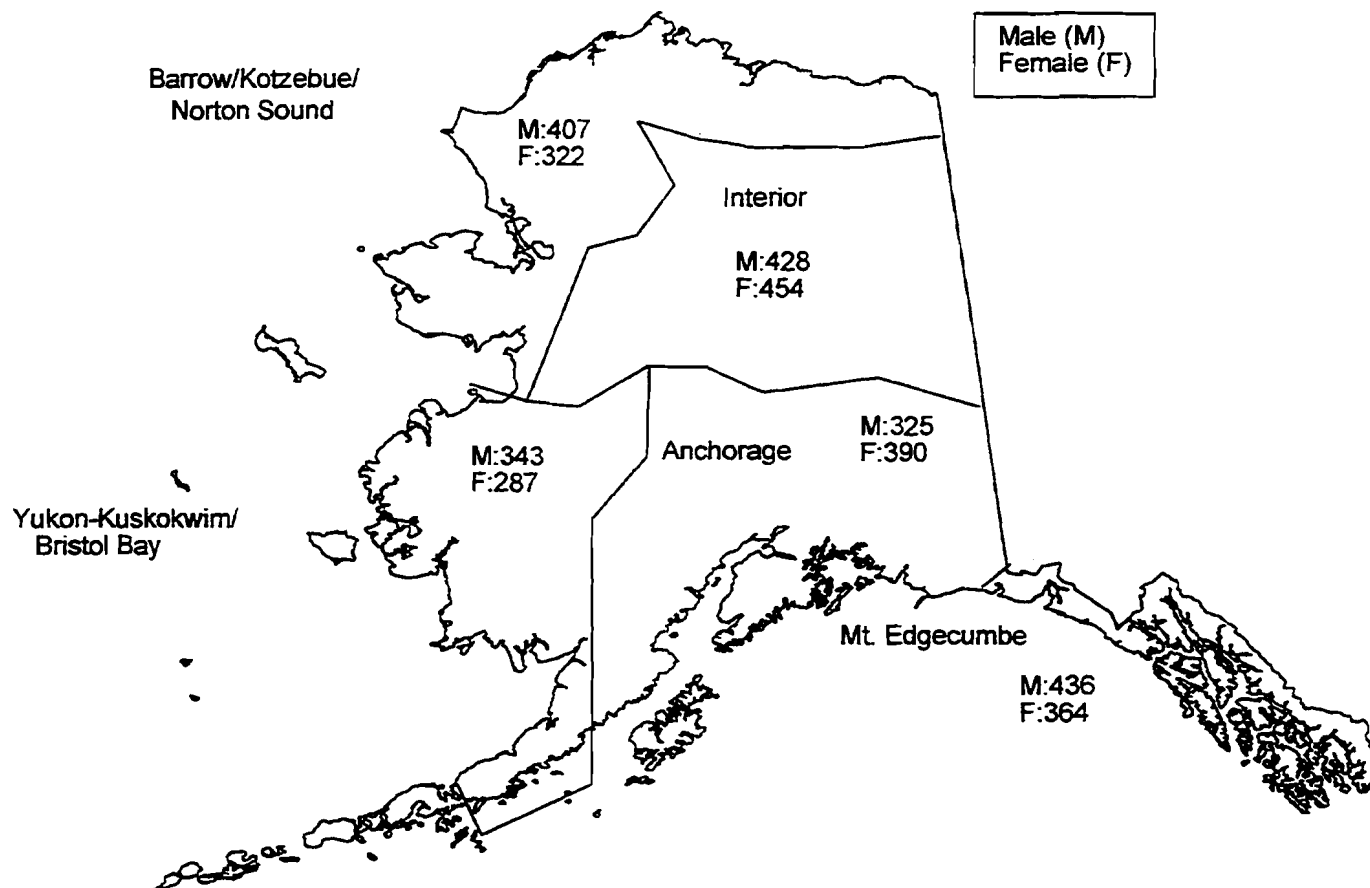 Male (M)
Female (F)
Barrow/Kotzebue/
Norton Sound
M:407
F:322
Interior
M:428
F:454
M:325
F:390
Anchorage
M:343
F:287
Yukon-Kuskokwim/
Bristol Bay
Mt. Edgecumbe
M:436
F:364